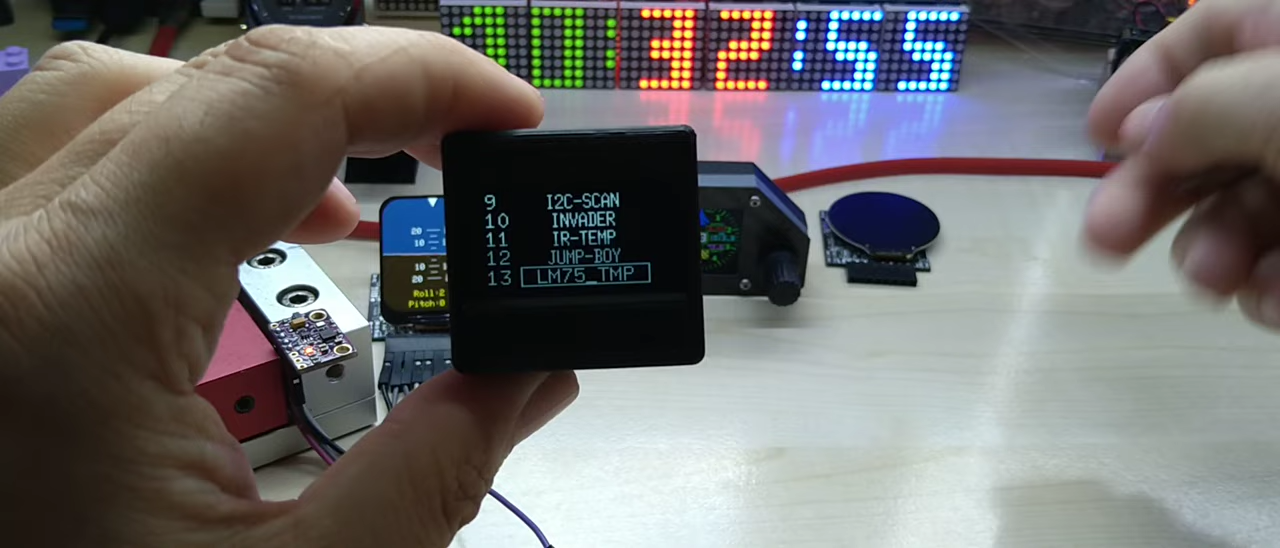 10:32:55
9 I2C-SCAN
10 INVADER
11 IR-TEMP
12 JUMP-BOY
13 LM75_TMP
20
10
10
20
Roll:2
Pitch:0